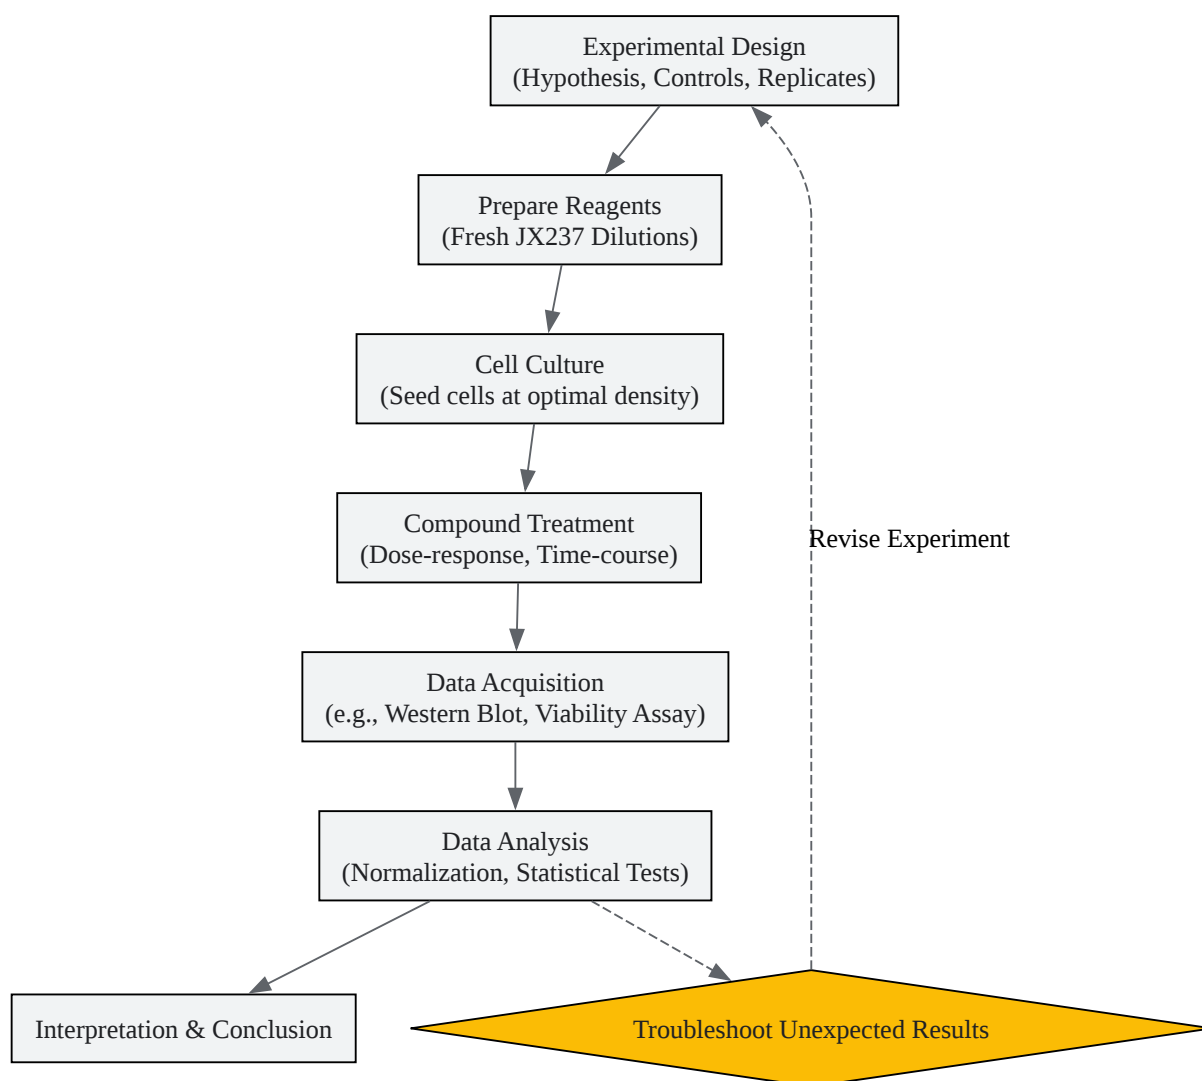 Experimental Design
(Hypothesis, Controls, Replicates)
Prepare Reagents
(Fresh JX237 Dilutions)
Cell Culture
(Seed cells at optimal density)
Compound Treatment
(Dose-response, Time-course)
Revise Experiment
Data Acquisition
(e.g., Western Blot, Viability Assay)
Data Analysis
(Normalization, Statistical Tests)
Interpretation & Conclusion
Troubleshoot Unexpected Results